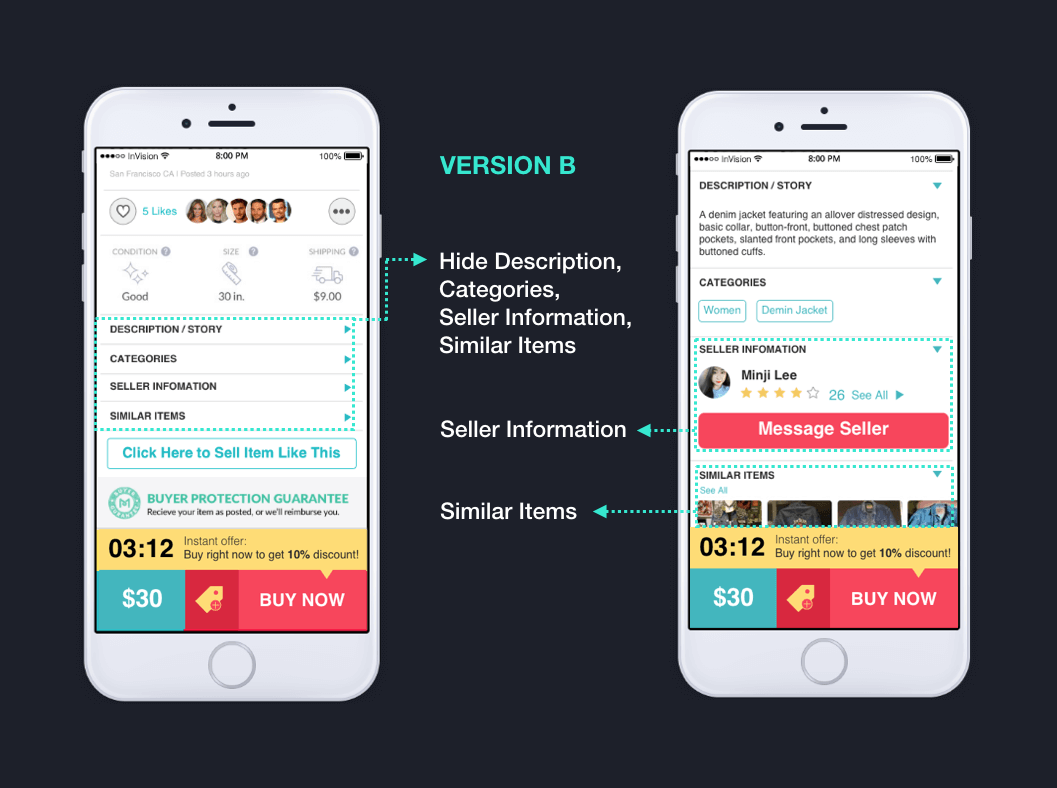 InVision
8:00 PM
100%
San Francisco CA | Posted 3 hours ago
5 Likes
CONDITION ? SIZE ? SHIPPING ?
Good 30 in. $9.00
DESCRIPTION / STORY
CATEGORIES
SELLER INFOMATION
SIMILAR ITEMS
Click Here to Sell Item Like This
BUYER PROTECTION GUARANTEE
Recieve your item as posted, or we'll reimburse you.
03:12
Instant offer:
Buy right now to get 10% discount!
$30
BUY NOW
VERSION B
Hide Description,
Categories,
Seller Information,
Similar Items
Seller Information
Similar Items
InVision
8:00 PM
100%
DESCRIPTION / STORY
A denim jacket featuring an allover distressed design,
basic collar, button-front, buttoned chest patch
pockets, slanted front pockets, and long sleeves with
buttoned cuffs.
CATEGORIES
Women Demin Jacket
SELLER INFOMATION
Minji Lee
26 See All
Message Seller
SIMILAR ITEMS
See All
03:12
Instant offer:
Buy right now to get 10% discount!
$30
BUY NOW